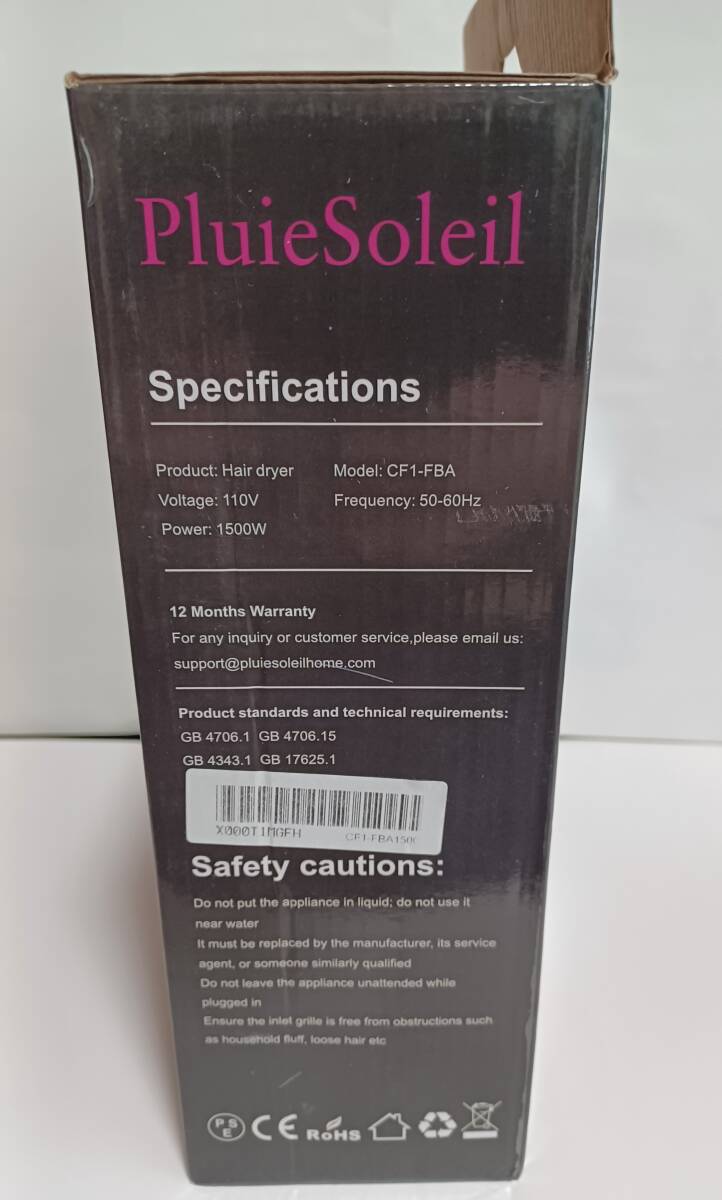 PluieSoleil
Specifications
Product: Hair dryer Model: CF1-FBA
Voltage: 110V Frequency: 50-60Hz
Power: 1500W
12 Months Warranty
For any inquiry or customer service,please email us:
support@pluiesoleilhome.com
Product standards and technical requirements:
GB 4706.1 GB 4706.15
GB 4343.1 GB 17625.1
X000T1MGFH CF1-FBA150
Safety cautions:
Do not put the appliance in liquid; do not use it
near water
It must be replaced by the manufacturer, its service
agent, or someone similarly qualified
Do not leave the appliance unattended while
plugged in
Ensure the inlet grille is free from obstructions such
as household fluff, loose hair etc
PSE CE RoHS